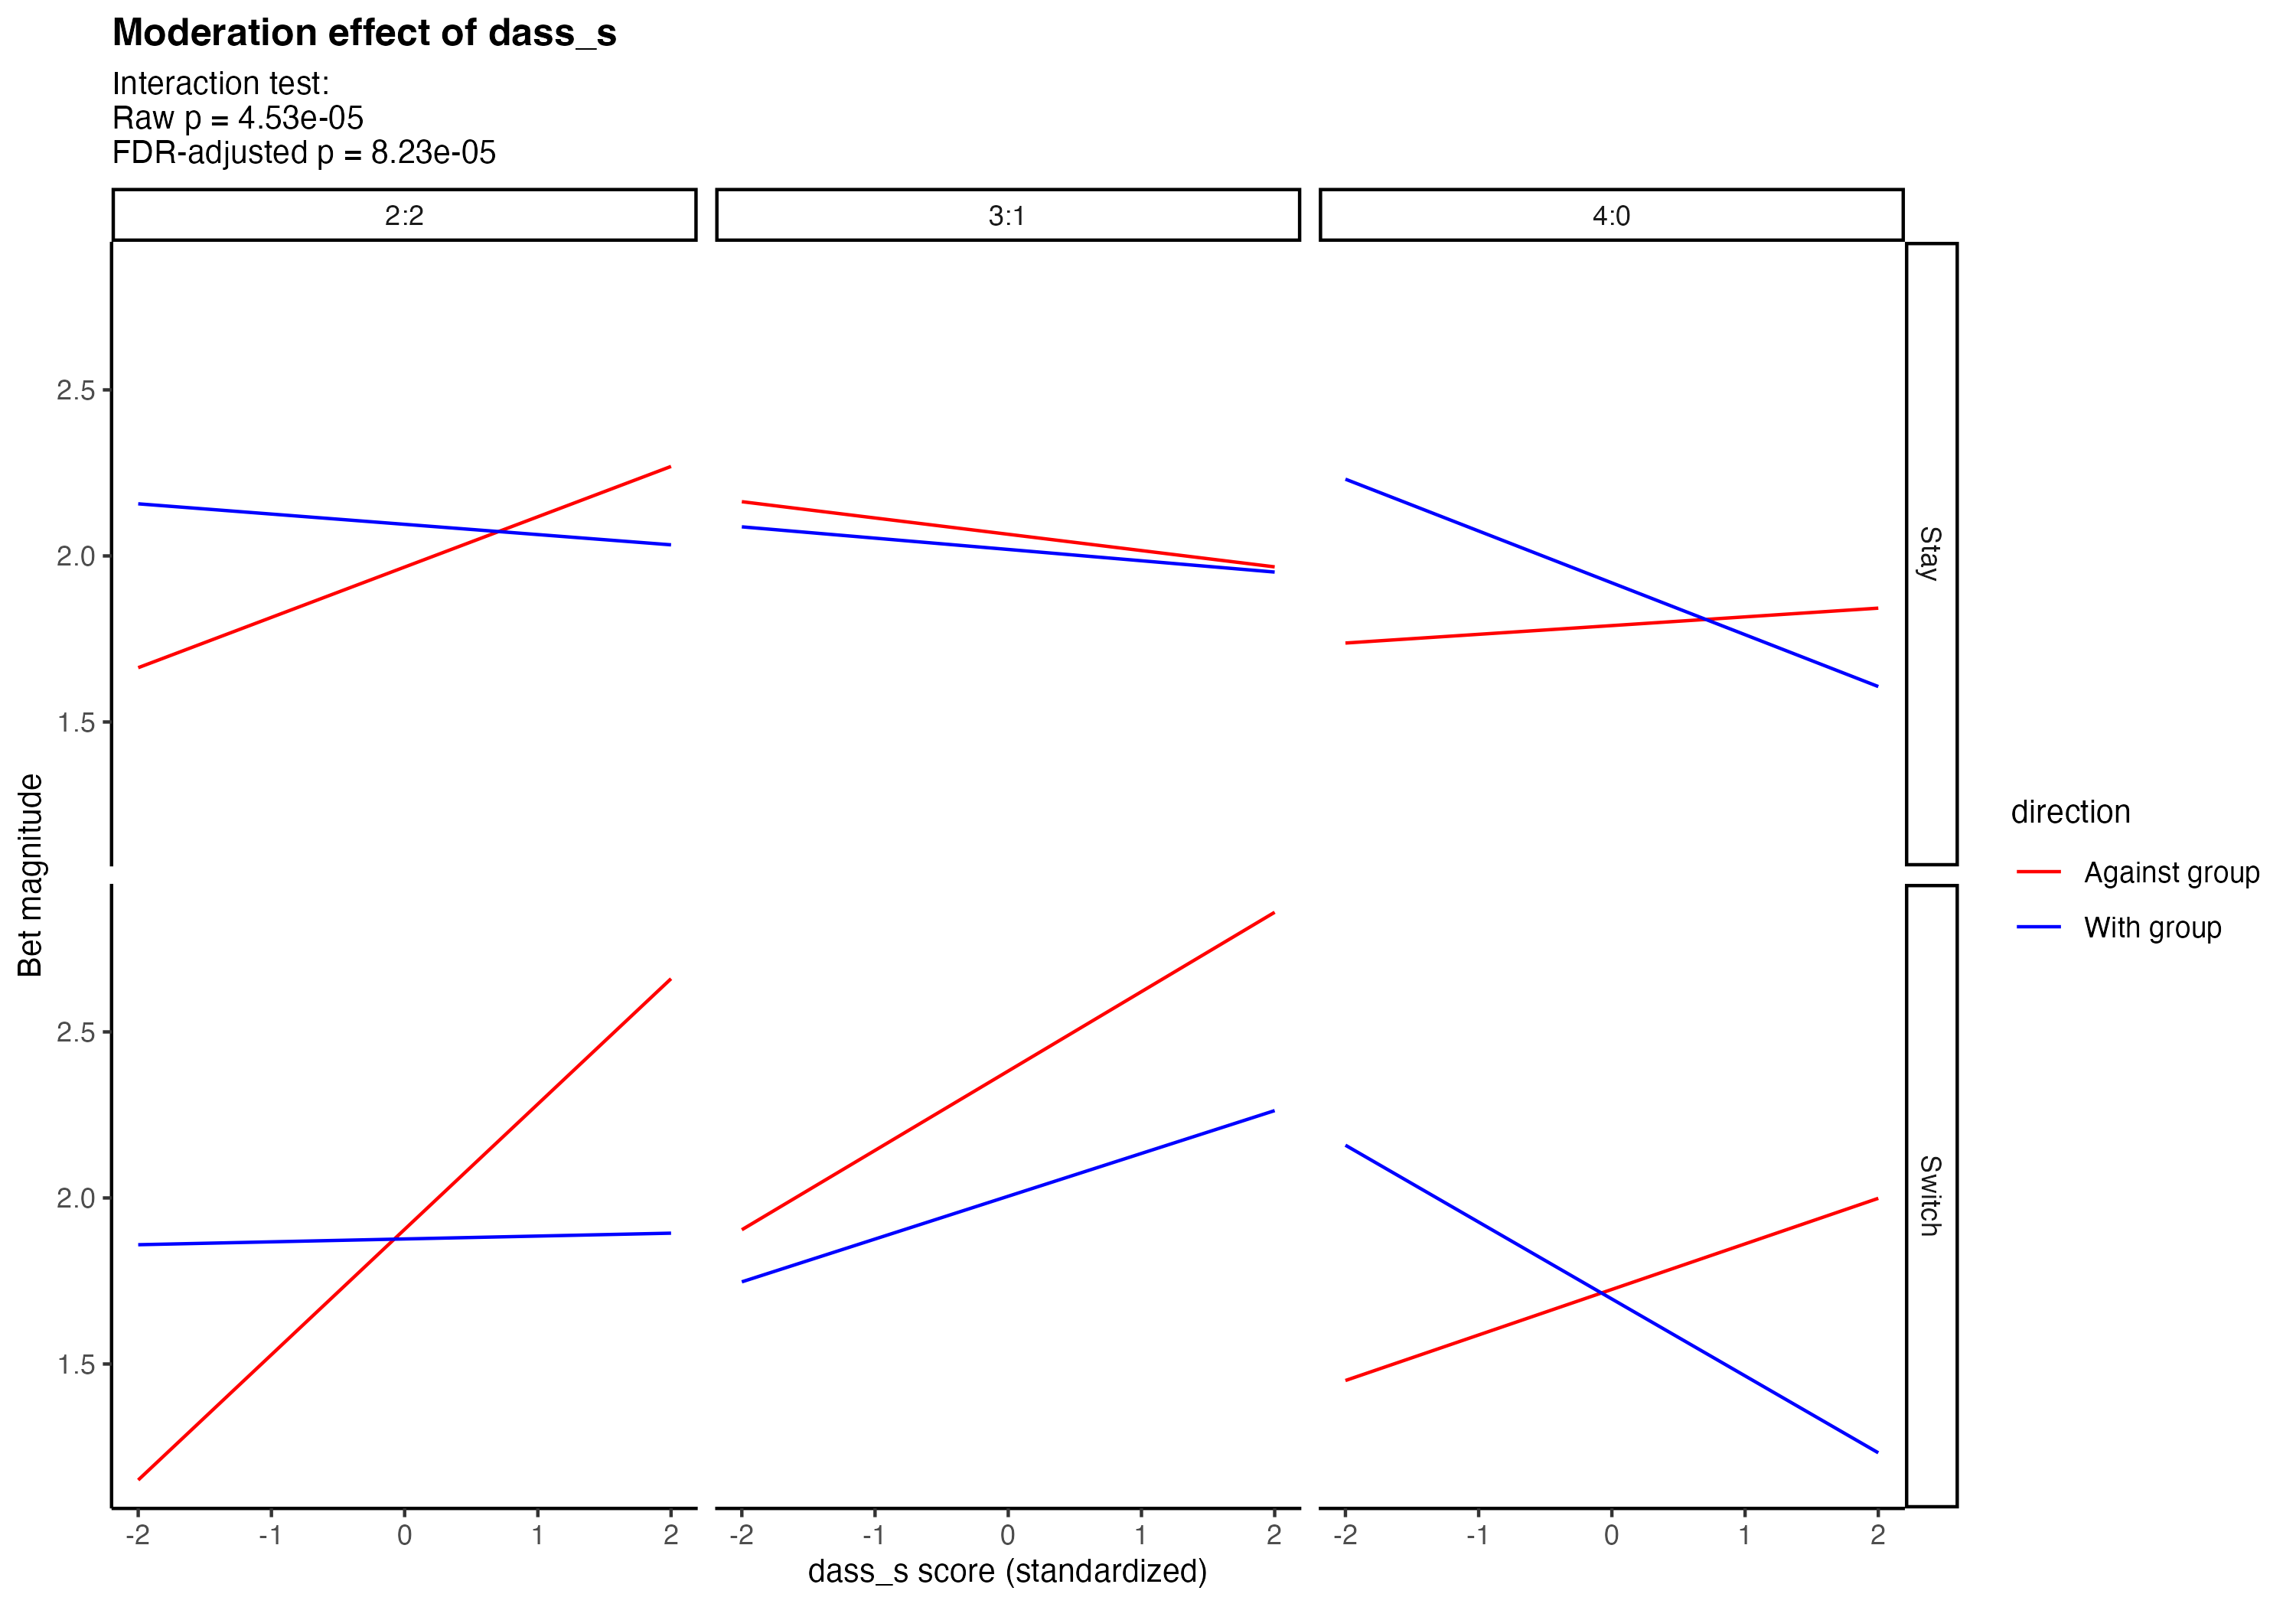 Moderation effect of dass_s
Interaction test:
Raw p = 4.53e-05
FDR-adjusted p = 8.23e-05
2:2
3:1
4:0
2.5
2.0
1.5
Stay
Bet magnitude
2.5
2.0
1.5
Switch
-2 -1 0 1 2
-2 -1 0 1 2
-2 -1 0 1 2
dass_s score (standardized)
direction
Against group
With group